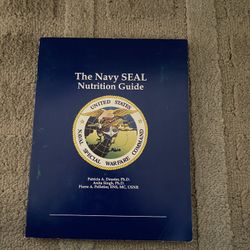 The Navy SEAL
Nutrition Guide
UNITED STATES
NAVAL SPECIAL WARFARE COMMAND
Patricia A. Deuster, Ph.D.
Anita Singh, Ph.D.
Pierre A. Pelletier, ENS, MC, USNR